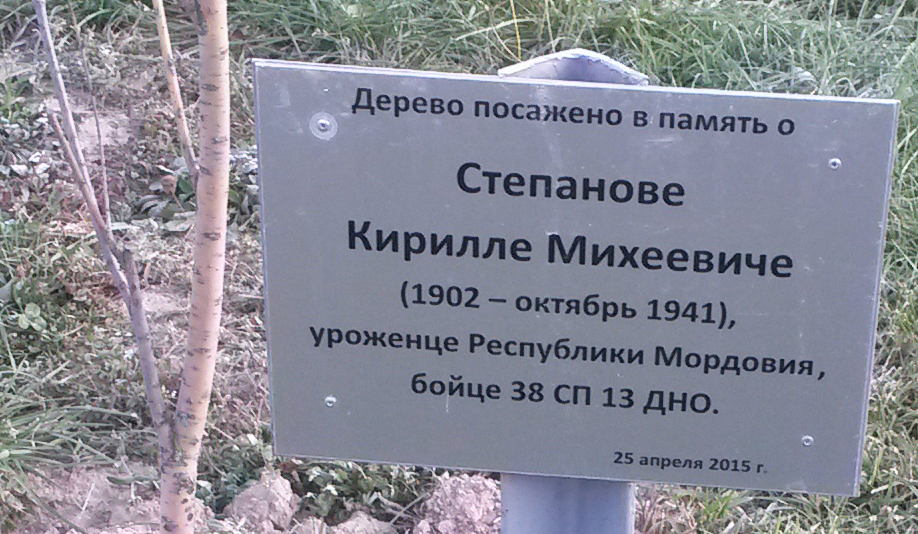 Дерево посажено в память о
Степанове
Кирилле Михеевиче
(1902 – октябрь 1941),
уроженце Республики Мордовия,
бойце 38 СП 13 ДНО.
25 апреля 2015 г.